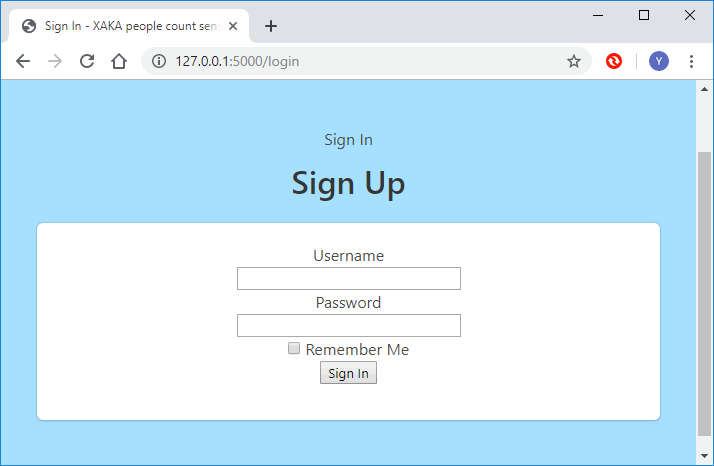 Sign In - XAKA people count sen
127.0.0.1:5000/login
Y
Sign In
Sign Up
Username
Password
Remember Me
Sign In